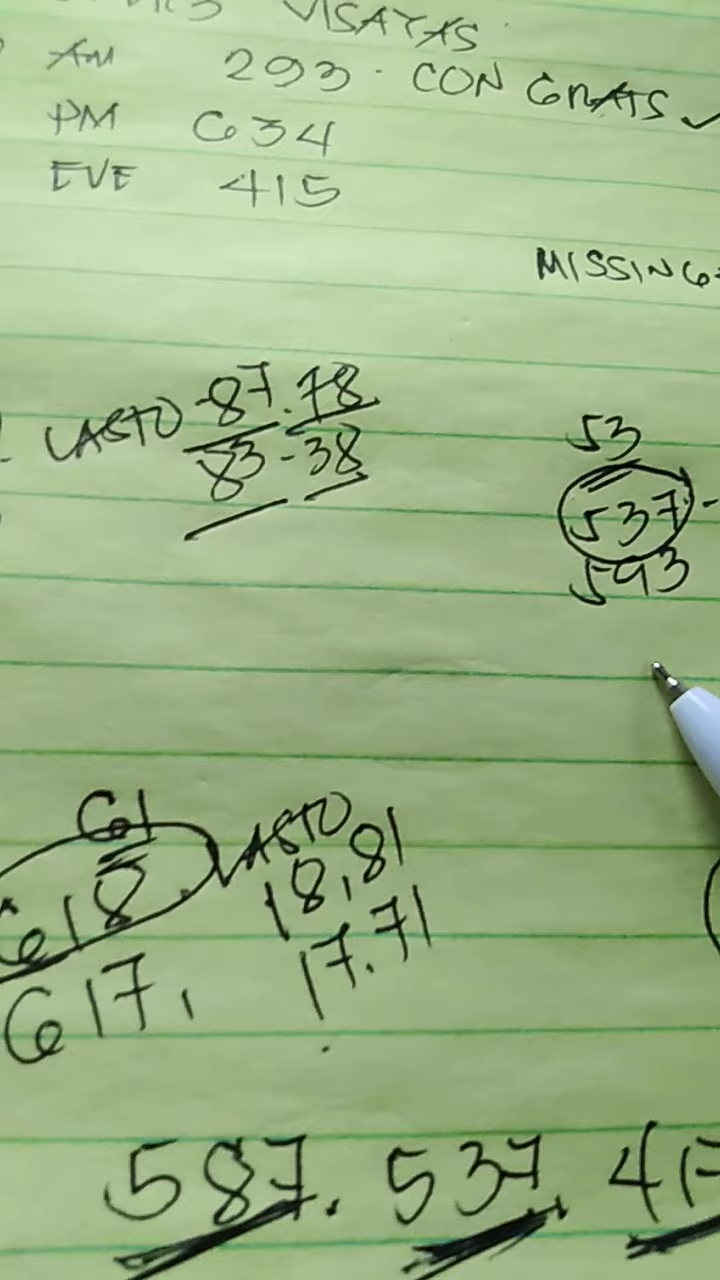 VISAYAS
AM 293. CONGRATS ✓
PM 634
EVE 415
MISSING
LASTO 87.78
83-38
53
537-
593
61
618. LASTO
18,81
617, 17.71
587. 537. 417